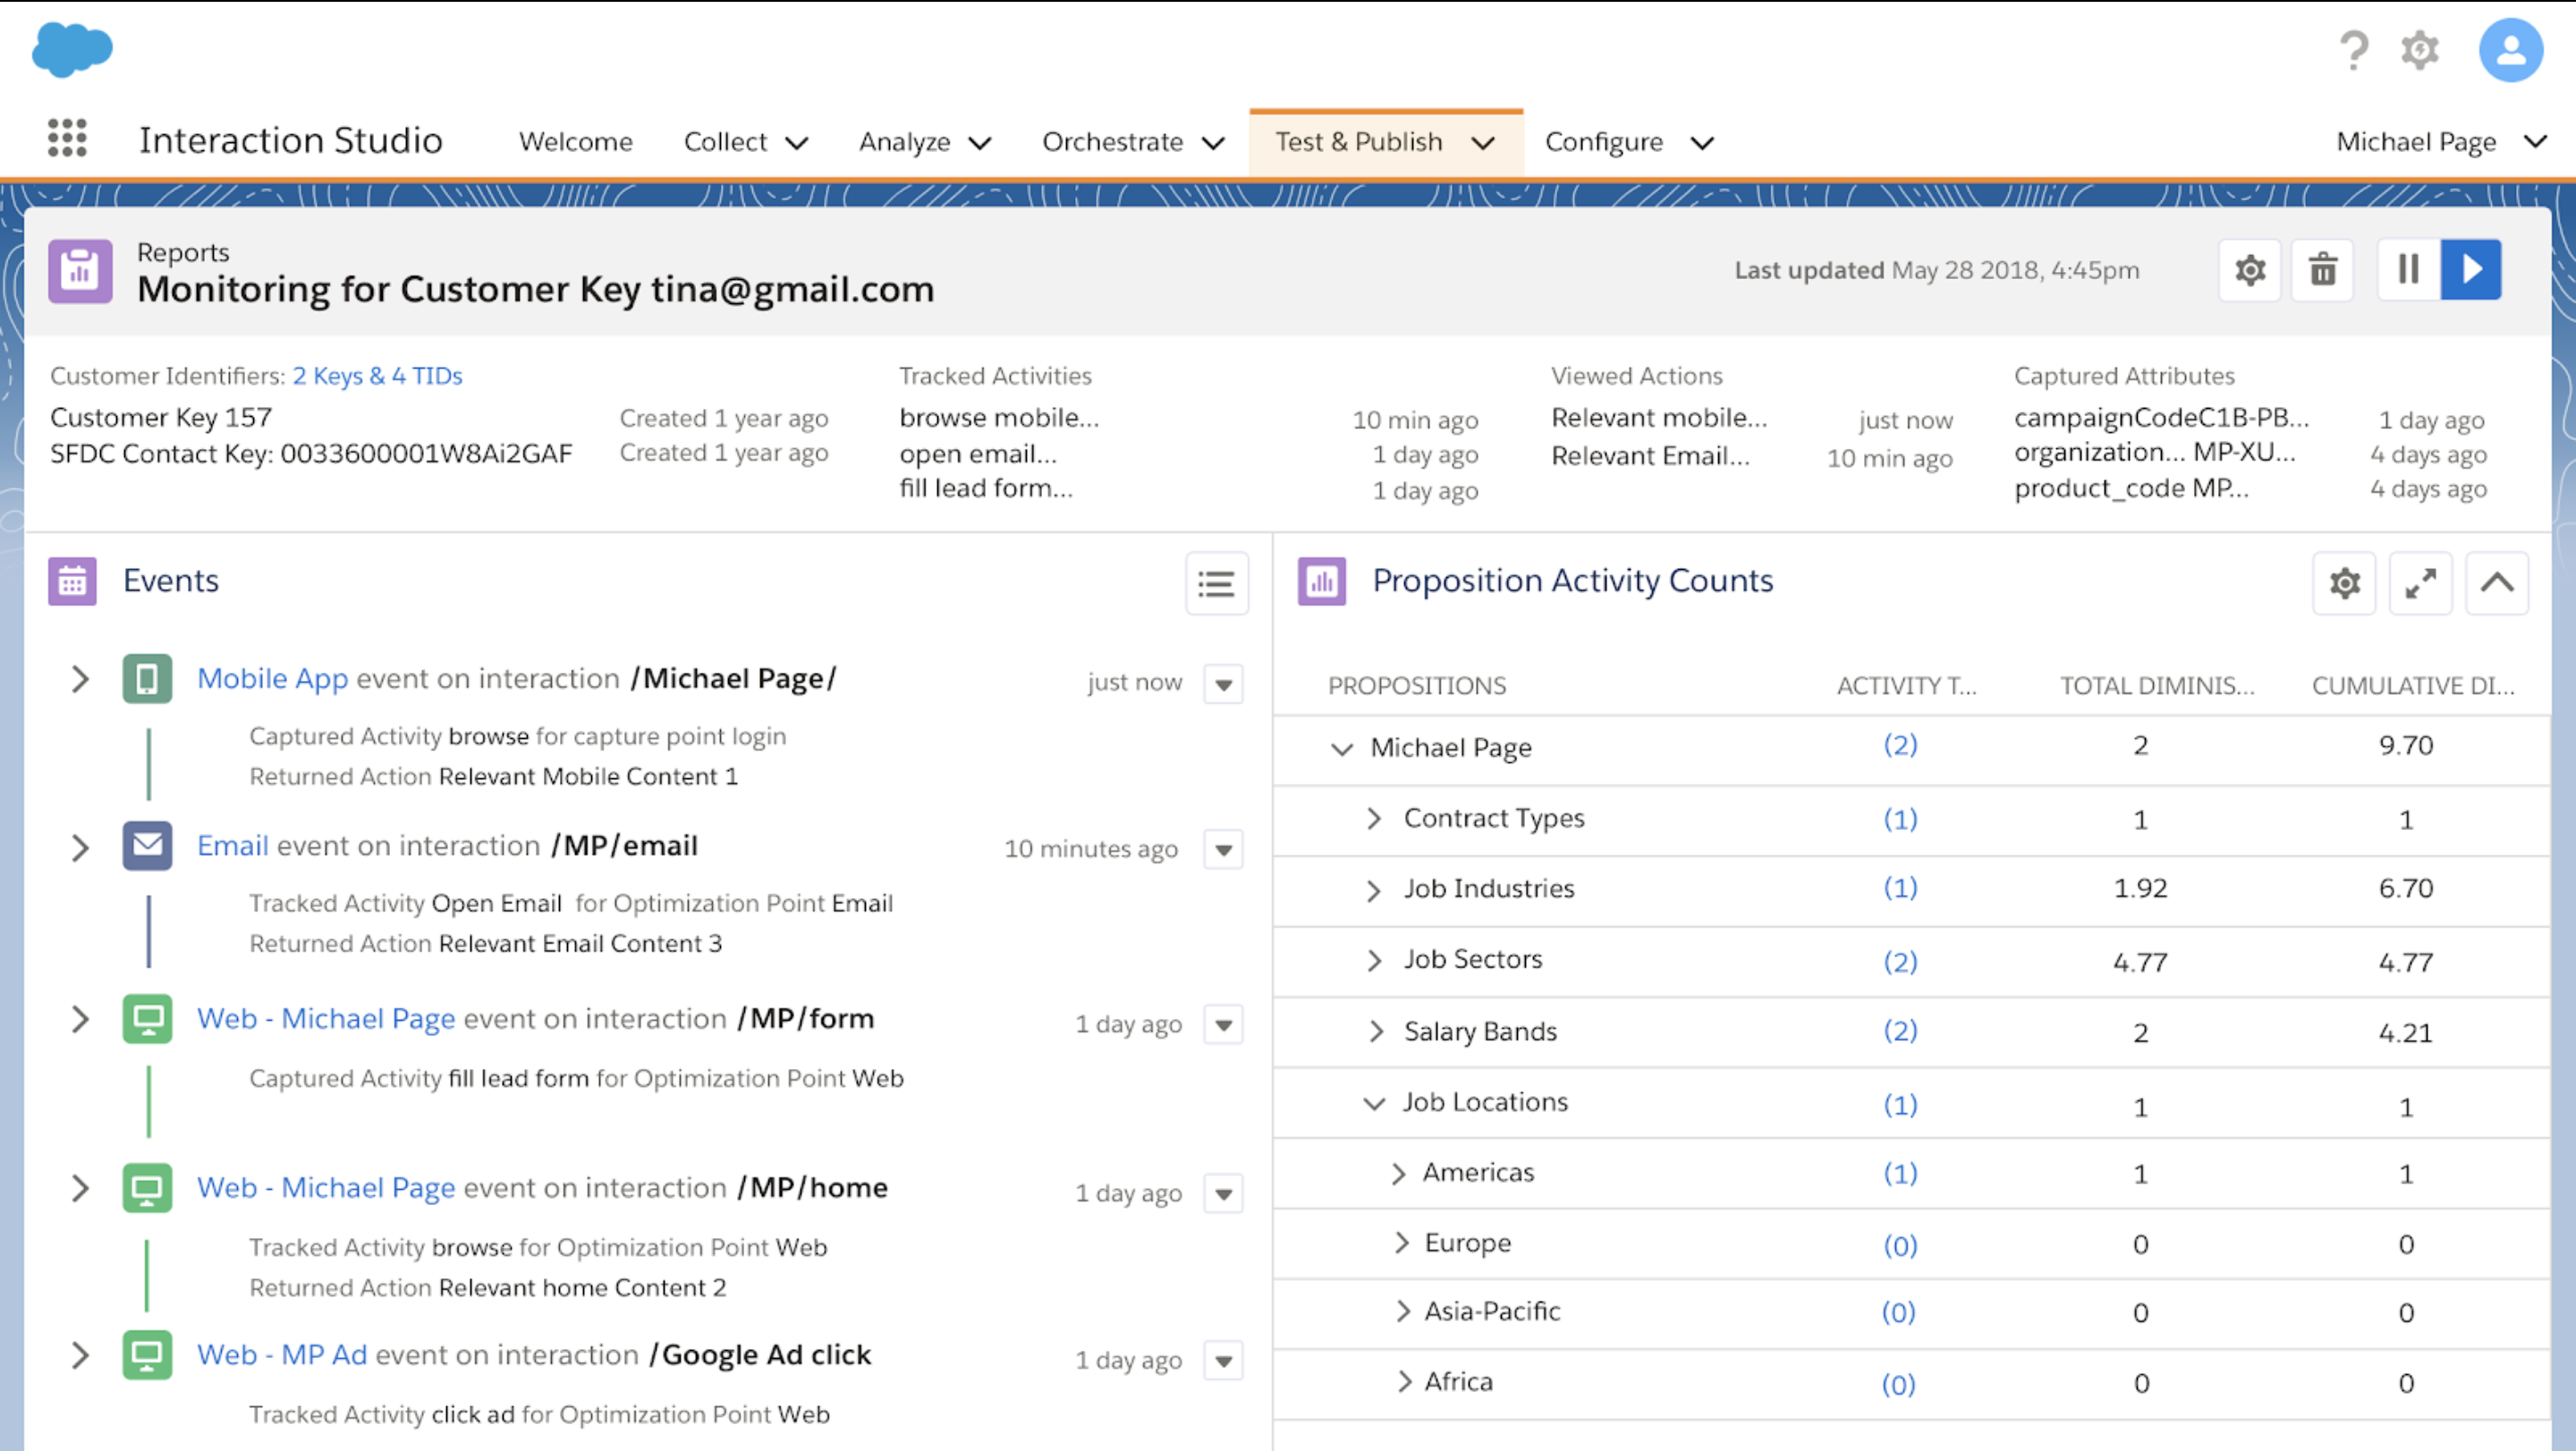 Interaction Studio Welcome Collect Analyze Orchestrate Test & Publish Configure Michael Page
Reports
Monitoring for Customer Key tina@gmail.com
Last updated May 28 2018, 4:45pm
Customer Identifiers: 2 Keys & 4 TIDs
Customer Key 157 Created 1 year ago
SFDC Contact Key: 0033600001W8Ai2GAF Created 1 year ago
Tracked Activities
browse mobile... 10 min ago
open email... 1 day ago
fill lead form... 1 day ago
Viewed Actions
Relevant mobile... just now
Relevant Email... 10 min ago
Captured Attributes
campaignCodeC1B-PB... 1 day ago
organization... MP-XU... 4 days ago
product_code MP... 4 days ago
Events
Mobile App event on interaction /Michael Page/ just now
Captured Activity browse for capture point login
Returned Action Relevant Mobile Content 1
Email event on interaction /MP/email 10 minutes ago
Tracked Activity Open Email for Optimization Point Email
Returned Action Relevant Email Content 3
Web - Michael Page event on interaction /MP/form 1 day ago
Captured Activity fill lead form for Optimization Point Web
Web - Michael Page event on interaction /MP/home 1 day ago
Tracked Activity browse for Optimization Point Web
Returned Action Relevant home Content 2
Web - MP Ad event on interaction /Google Ad click 1 day ago
Tracked Activity click ad for Optimization Point Web
Proposition Activity Counts
PROPOSITIONS ACTIVITY T... TOTAL DIMINIS... CUMULATIVE DI...
Michael Page (2) 2 9.70
Contract Types (1) 1 1
Job Industries (1) 1.92 6.70
Job Sectors (2) 4.77 4.77
Salary Bands (2) 2 4.21
Job Locations (1) 1 1
Americas (1) 1 1
Europe (0) 0 0
Asia-Pacific (0) 0 0
Africa (0) 0 0